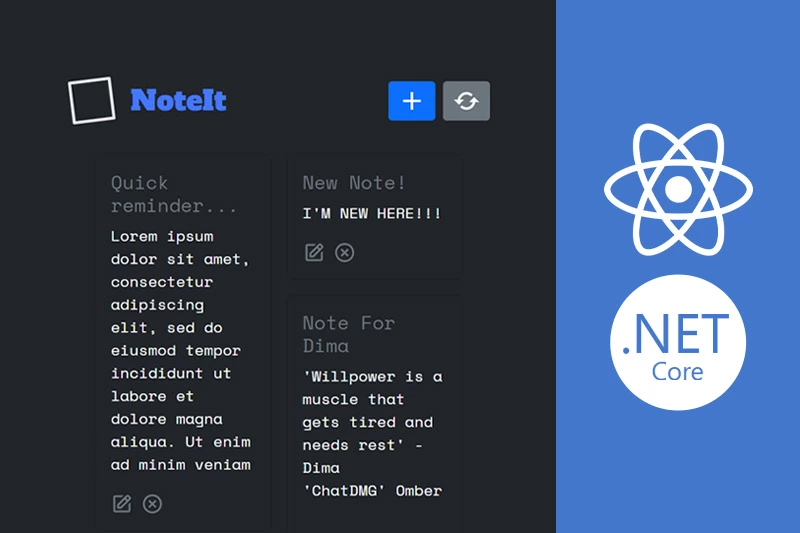 NoteIt
Quick
reminder...
Lorem ipsum
dolor sit amet,
consectetur
adipiscing
elit, sed do
eiusmod tempor
incididunt ut
labore et
dolore magna
aliqua. Ut enim
ad minim veniam
New Note!
I'M NEW HERE!!!
Note For
Dima
'Willpower is a
muscle that
gets tired and
needs rest' -
Dima
'ChatDMG' Omber
.NET
Core